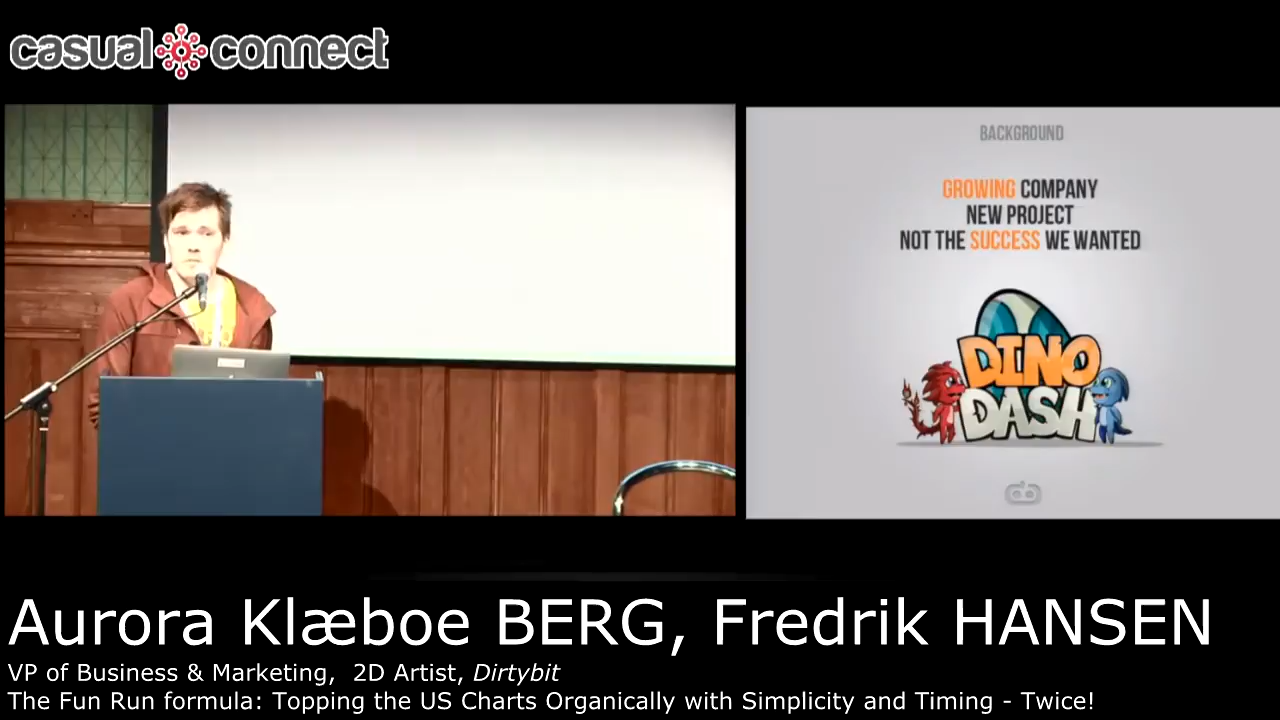 casual connect
BACKGROUND
GROWING COMPANY
NEW PROJECT
NOT THE SUCCESS WE WANTED
DINO
DASH
Aurora Klæboe BERG, Fredrik HANSEN
VP of Business & Marketing,  2D Artist, Dirtybit
The Fun Run formula: Topping the US Charts Organically with Simplicity and Timing - Twice!